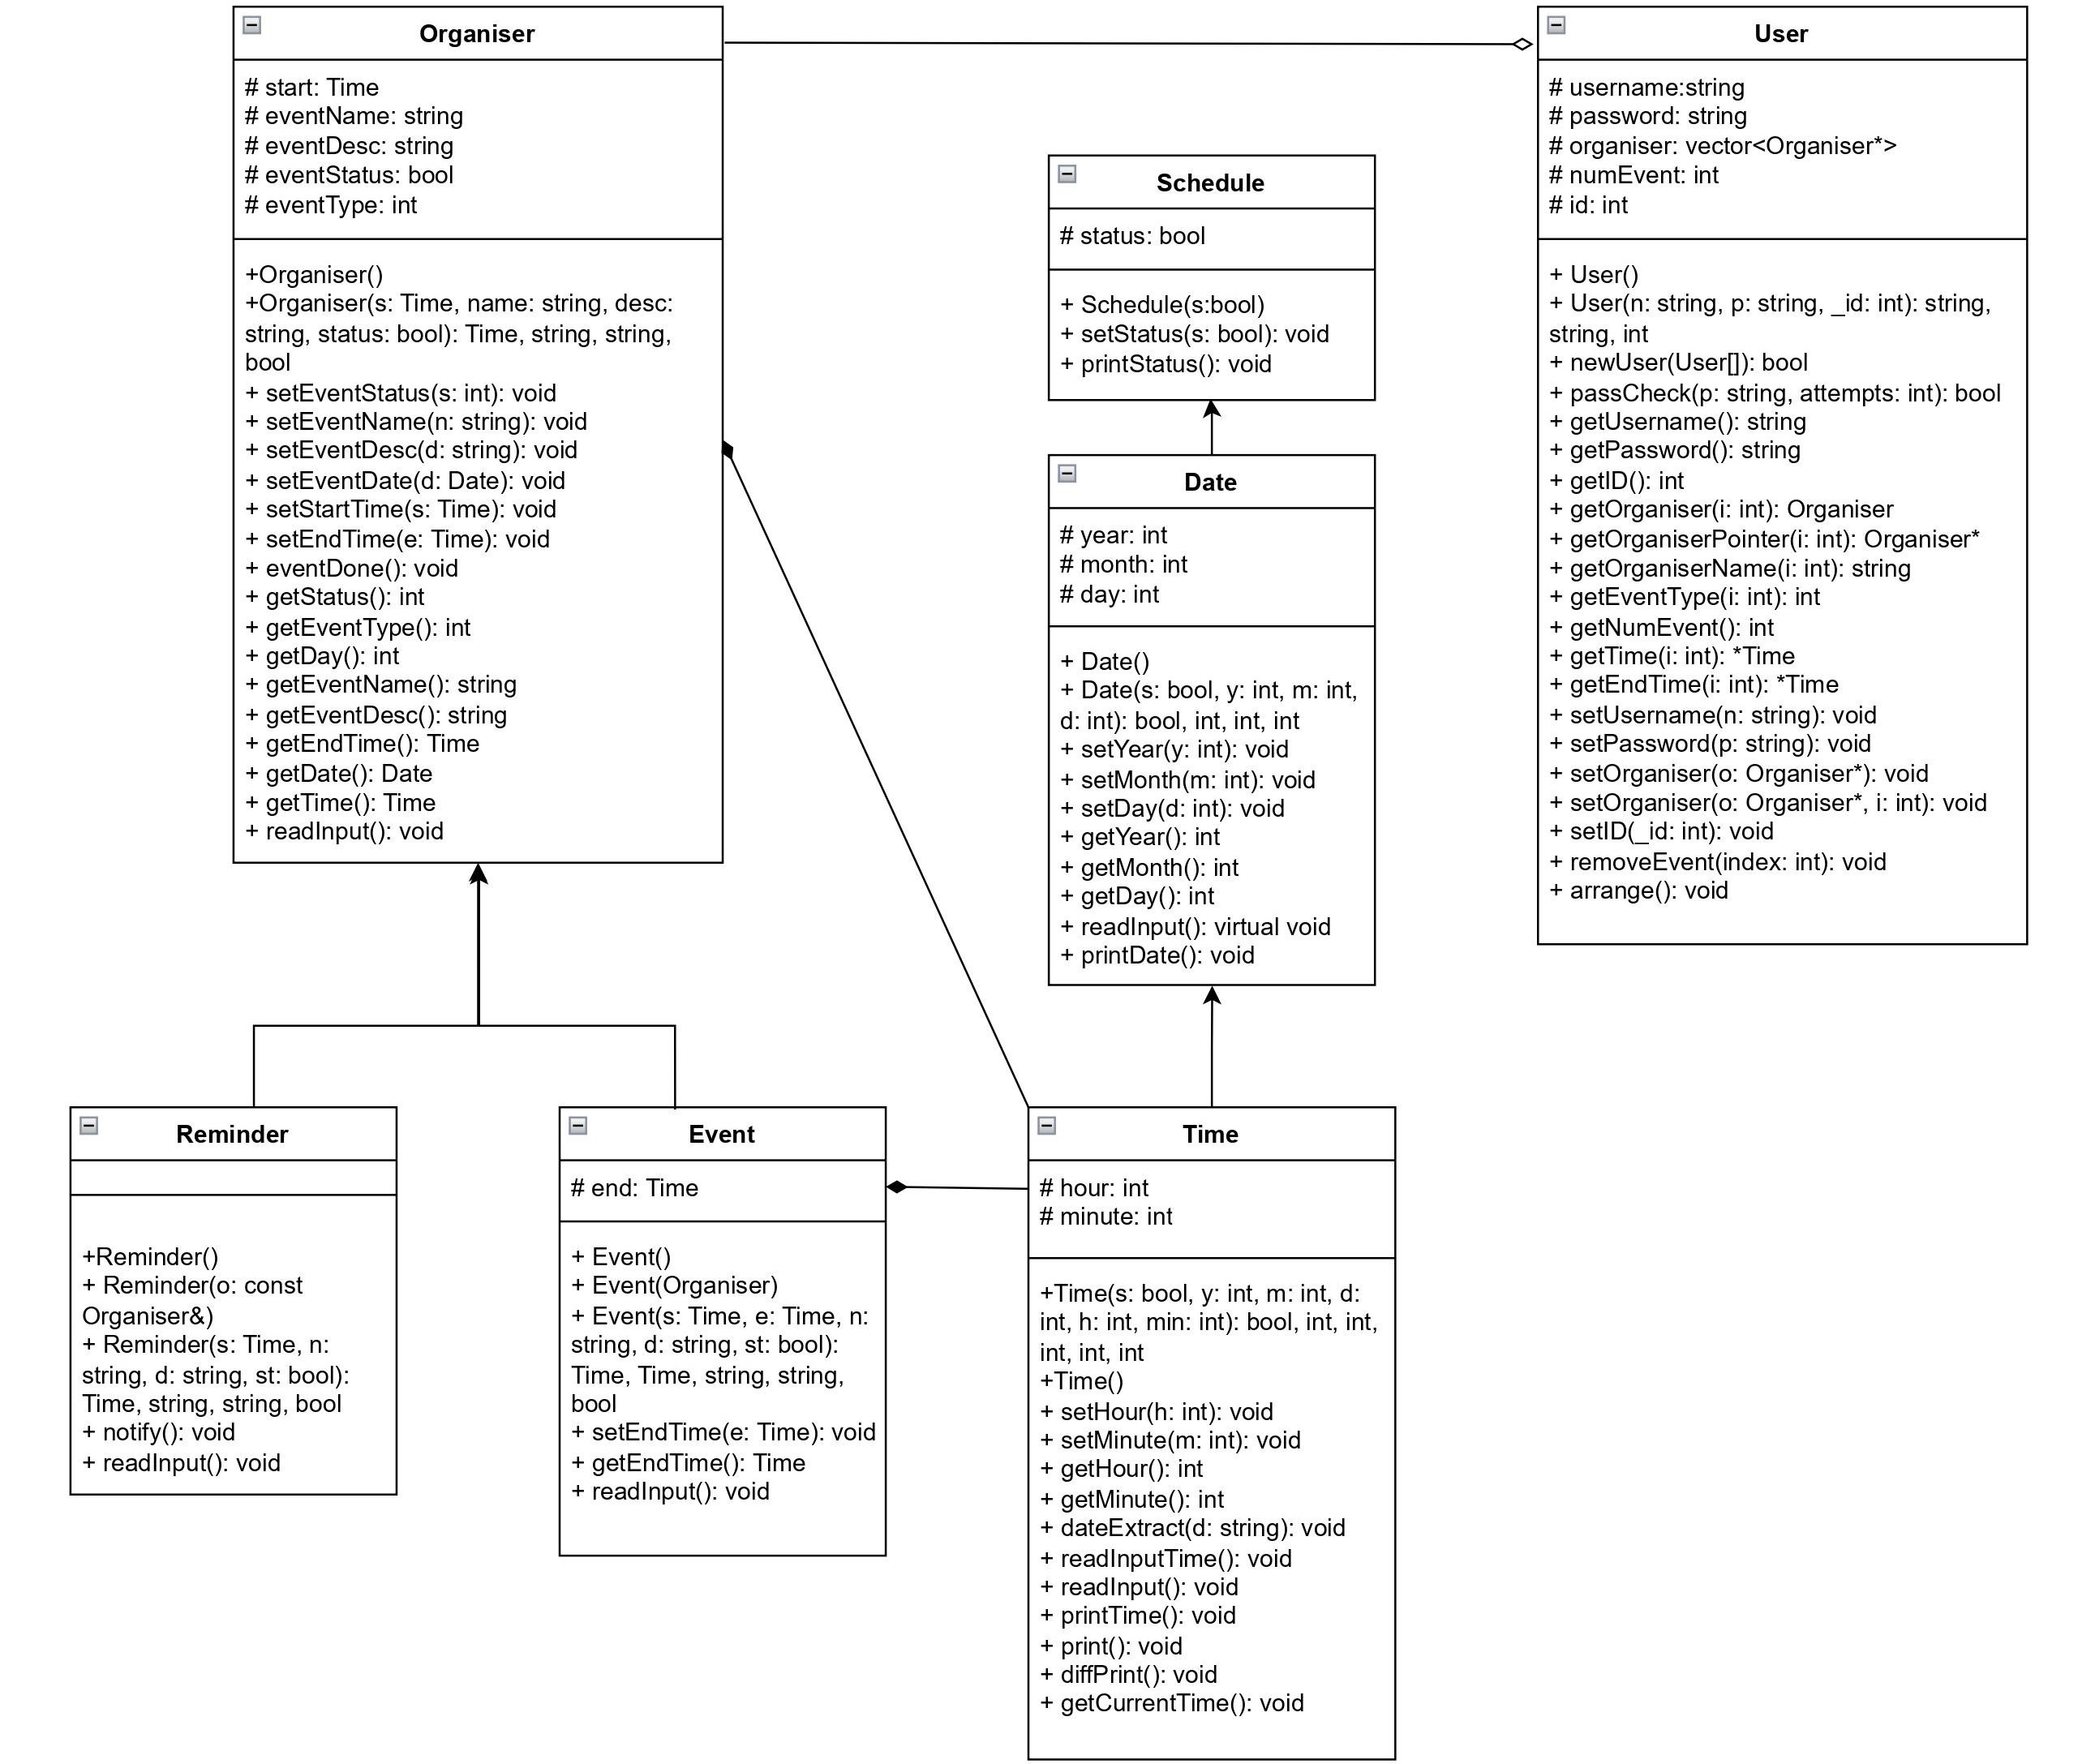 Organiser
# start: Time
# eventName: string
# eventDesc: string
# eventStatus: bool
# eventType: int
+Organiser()
+Organiser(s: Time, name: string, desc:
string, status: bool): Time, string, string,
bool
+ setEventStatus(s: int): void
+ setEventName(n: string): void
+ setEventDesc(d: string): void
+ setEventDate(d: Date): void
+ setStartTime(s: Time): void
+ setEndTime(e: Time): void
+ eventDone(): void
+ getStatus(): int
+ getEventType(): int
+ getDay(): int
+ getEventName(): string
+ getEventDesc(): string
+ getEndTime(): Time
+ getDate(): Date
+ getTime(): Time
+ readInput(): void
Schedule
# status: bool
+ Schedule(s:bool)
+ setStatus(s: bool): void
+ printStatus(): void
User
# username:string
# password: string
# organiser: vector<Organiser*>
# numEvent: int
# id: int
+ User()
+ User(n: string, p: string, _id: int): string,
string, int
+ newUser(User[]): bool
+ passCheck(p: string, attempts: int): bool
+ getUsername(): string
+ getPassword(): string
+ getID(): int
+ getOrganiser(i: int): Organiser
+ getOrganiserPointer(i: int): Organiser*
+ getOrganiserName(i: int): string
+ getEventType(i: int): int
+ getNumEvent(): int
+ getTime(i: int): *Time
+ getEndTime(i: int): *Time
+ setUsername(n: string): void
+ setPassword(p: string): void
+ setOrganiser(o: Organiser*): void
+ setOrganiser(o: Organiser*, i: int): void
+ setID(_id: int): void
+ removeEvent(index: int): void
+ arrange(): void
Date
# year: int
# month: int
# day: int
+ Date()
+ Date(s: bool, y: int, m: int,
d: int): bool, int, int, int
+ setYear(y: int): void
+ setMonth(m: int): void
+ setDay(d: int): void
+ getYear(): int
+ getMonth(): int
+ getDay(): int
+ readInput(): virtual void
+ printDate(): void
Reminder
+Reminder()
+ Reminder(o: const
Organiser&)
+ Reminder(s: Time, n:
string, d: string, st: bool):
Time, string, string, bool
+ notify(): void
+ readInput(): void
Event
# end: Time
+ Event()
+ Event(Organiser)
+ Event(s: Time, e: Time, n:
string, d: string, st: bool):
Time, Time, string, string,
bool
+ setEndTime(e: Time): void
+ getEndTime(): Time
+ readInput(): void
Time
# hour: int
# minute: int
+Time(s: bool, y: int, m: int, d:
int, h: int, min: int): bool, int, int,
int, int, int
+Time()
+ setHour(h: int): void
+ setMinute(m: int): void
+ getHour(): int
+ getMinute(): int
+ dateExtract(d: string): void
+ readInputTime(): void
+ readInput(): void
+ printTime(): void
+ print(): void
+ diffPrint(): void
+ getCurrentTime(): void